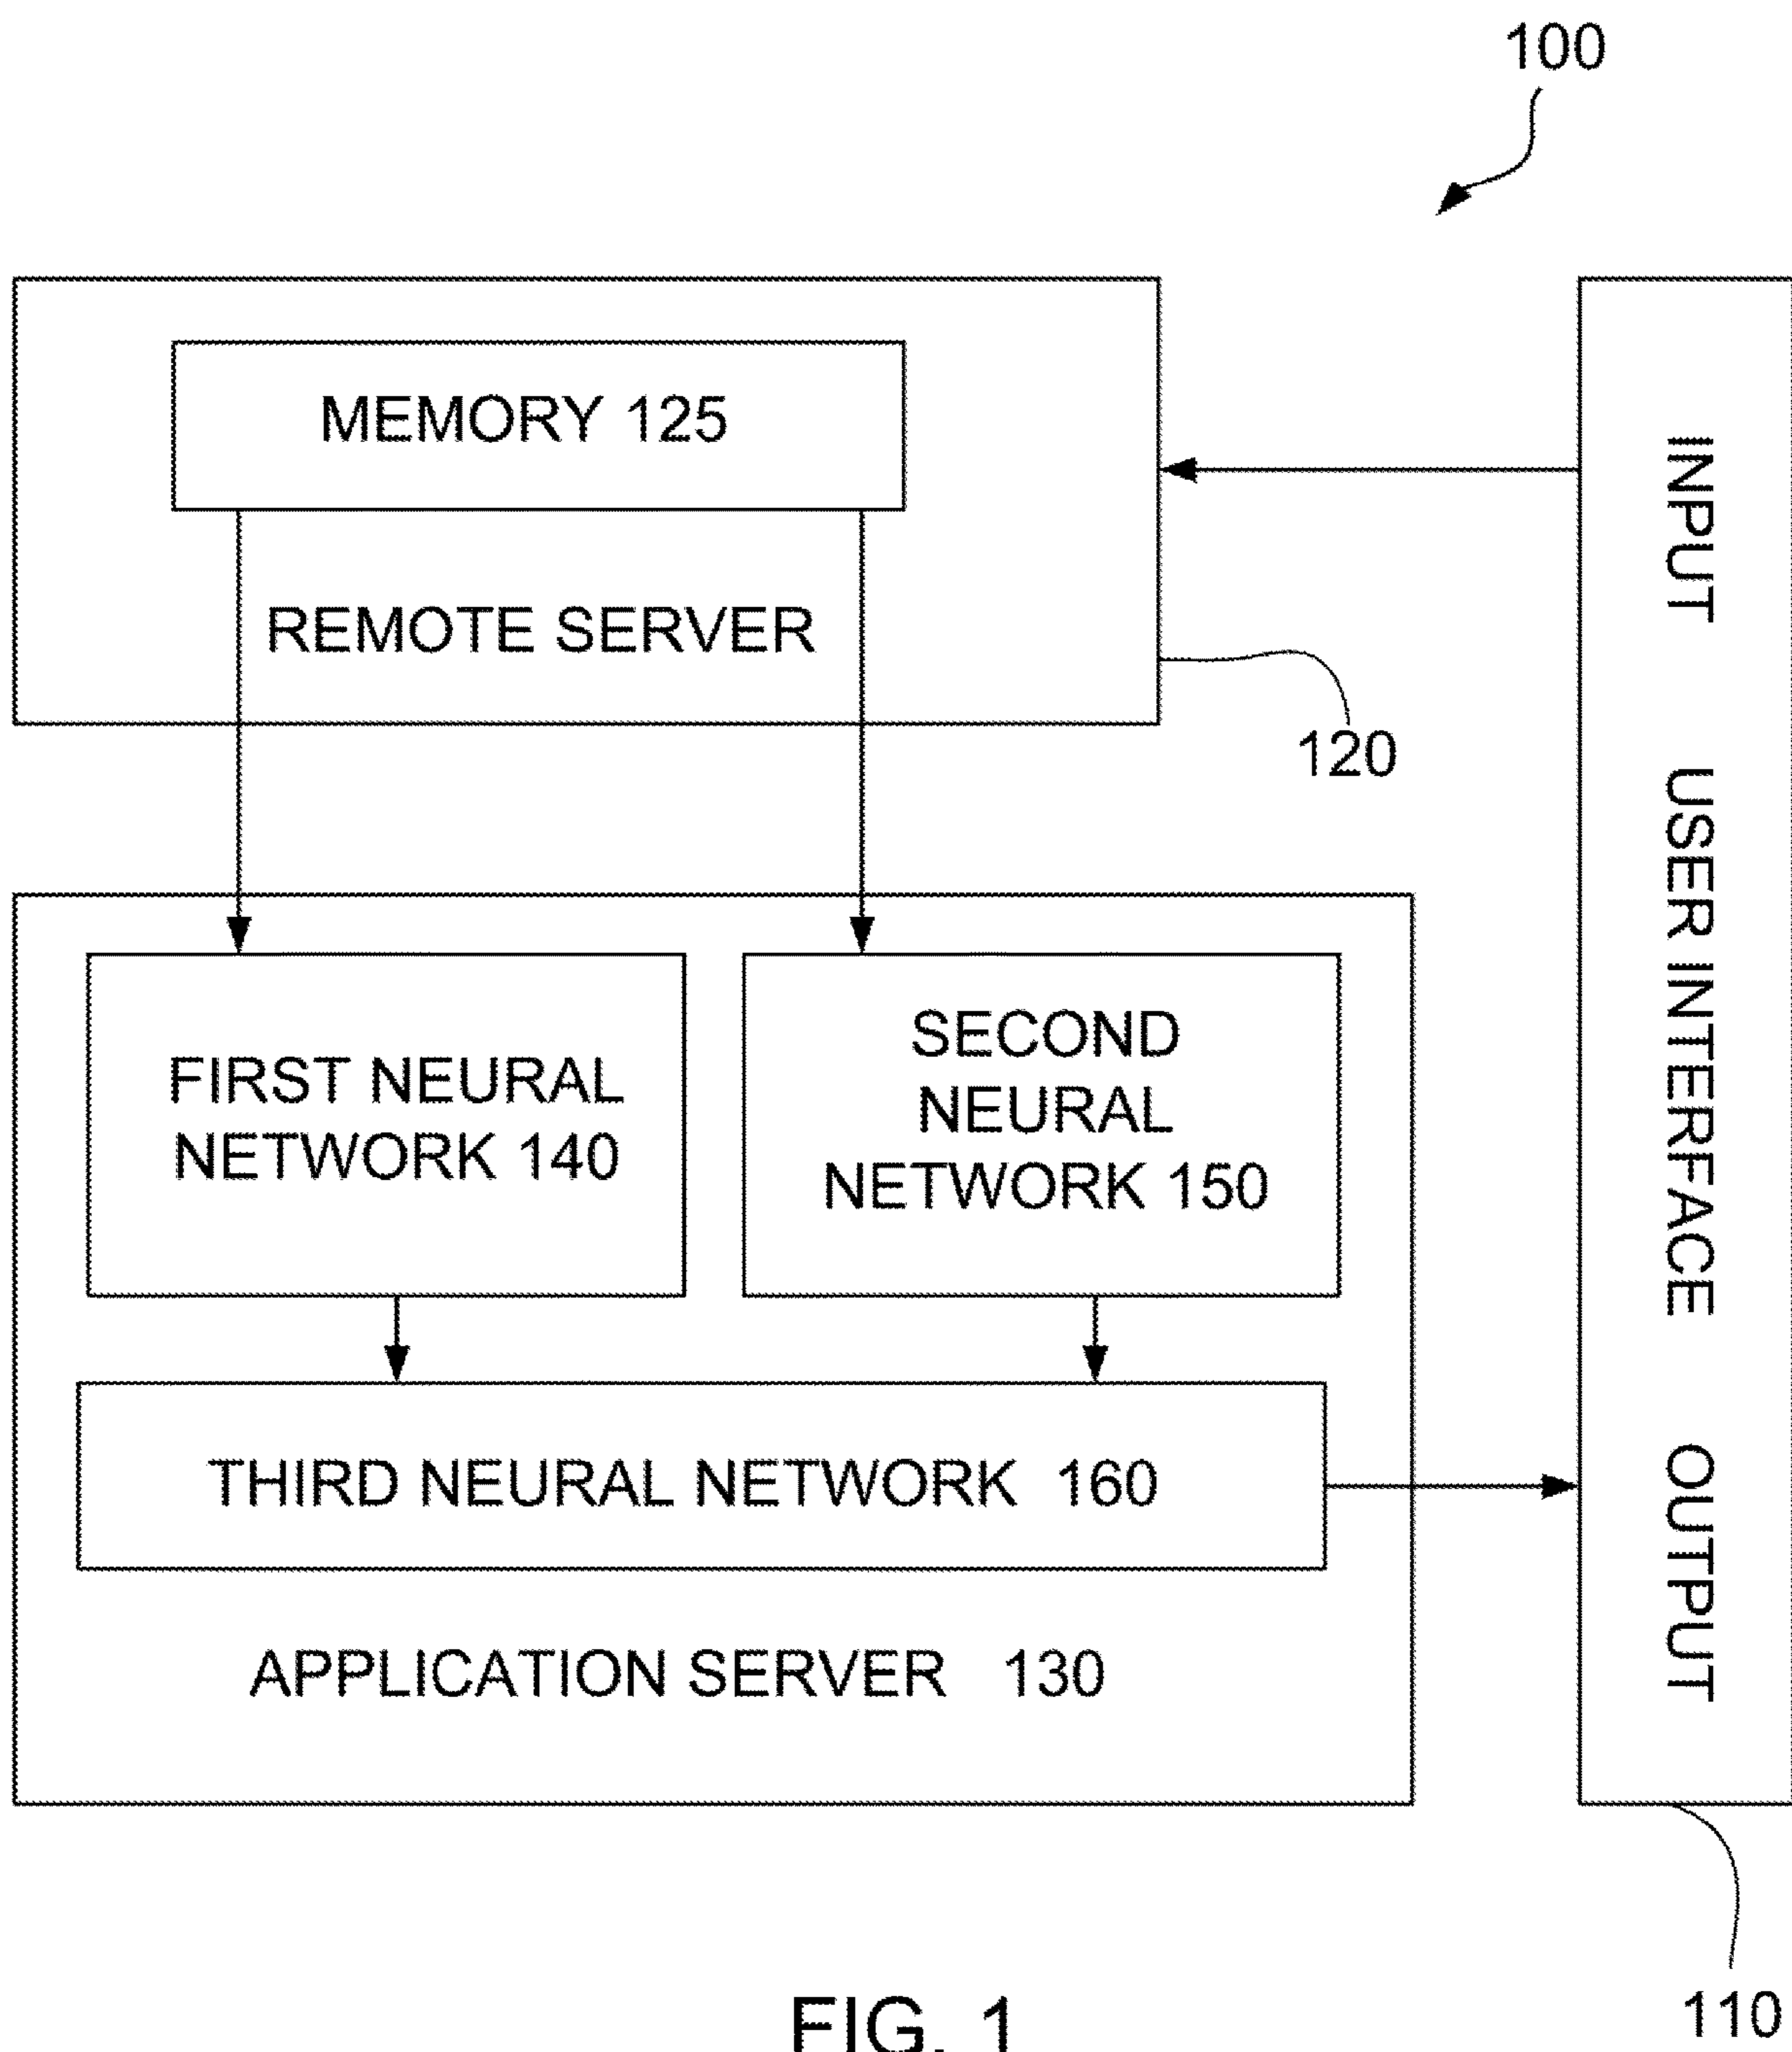 100
MEMORY 125
REMOTE SERVER
120
INPUT USER INTERFACE OUTPUT
FIRST NEURAL
NETWORK 140
SECOND
NEURAL
NETWORK 150
THIRD NEURAL NETWORK 160
APPLICATION SERVER 130
110
FIG. 1